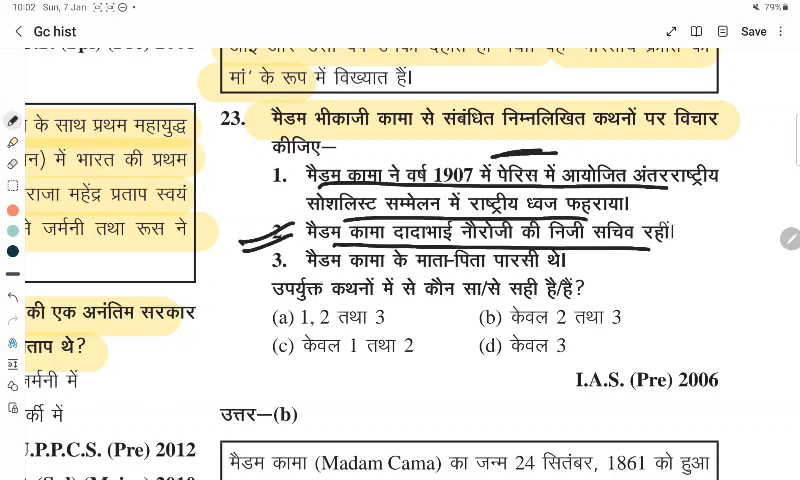 10:02 Sun, 7 Jan
79%
Gc hist
Save
मां’ के रूप में विख्यात हैं।
के साथ प्रथम महायुद्ध
न) में भारत की प्रथम
राजा महेंद्र प्रताप स्वयं
जर्मनी तथा रूस ने
की एक अनंतिम सरकार
ताप थे?
जर्मनी में
र्की में
J.P.P.C.S. (Pre) 2012
23. मैडम भीकाजी कामा से संबंधित निम्नलिखित कथनों पर विचार
कीजिए–
1. मैडम कामा ने वर्ष 1907 में पेरिस में आयोजित अंतरराष्ट्रीय
सोशलिस्ट सम्मेलन में राष्ट्रीय ध्वज फहराया।
2. मैडम कामा दादाभाई नौरोजी की निजी सचिव रहीं।
3. मैडम कामा के माता-पिता पारसी थे।
उपर्युक्त कथनों में से कौन सा/से सही है/हैं?
(a) 1, 2 तथा 3 (b) केवल 2 तथा 3
(c) केवल 1 तथा 2 (d) केवल 3
I.A.S. (Pre) 2006
उत्तर–(b)
मैडम कामा (Madam Cama) का जन्म 24 सितंबर, 1861 को हुआ